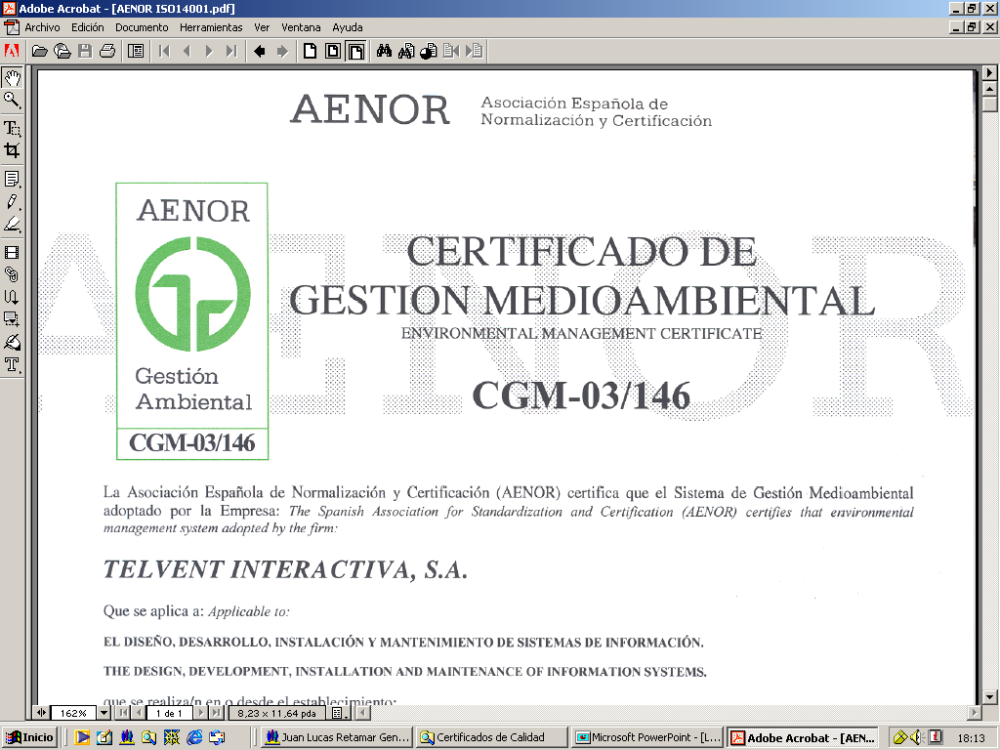 Adobe Acrobat - [AENOR ISO14001.pdf]
Archivo Edición Documento Herramientas Ver Ventana Ayuda
AENOR
Asociación Española de
Normalización y Certificación
AENOR
AENOR
Gestión
Ambiental
CGM-03/146
CERTIFICADO DE
GESTION MEDIOAMBIENTAL
ENVIRONMENTAL MANAGEMENT CERTIFICATE
CGM-03/146
La Asociación Española de Normalización y Certificación (AENOR) certifica que el Sistema de Gestión Medioambiental
adoptado por la Empresa: The Spanish Association for Standardization and Certification (AENOR) certifies that environmental
management system adopted by the firm:
TELVENT INTERACTIVA, S.A.
Que se aplica a: Applicable to:
EL DISEÑO, DESARROLLO, INSTALACIÓN Y MANTENIMIENTO DE SISTEMAS DE INFORMACIÓN.
THE DESIGN, DEVELOPMENT, INSTALLATION AND MAINTENANCE OF INFORMATION SYSTEMS.
que se realiza/n en o desde el establecimiento:
162% 1 de 1 8,23 x 11,64 pda
Inicio Juan Lucas Retamar Gen... Certificados de Calidad Microsoft PowerPoint - [L... Adobe Acrobat - [AEN... 18:13